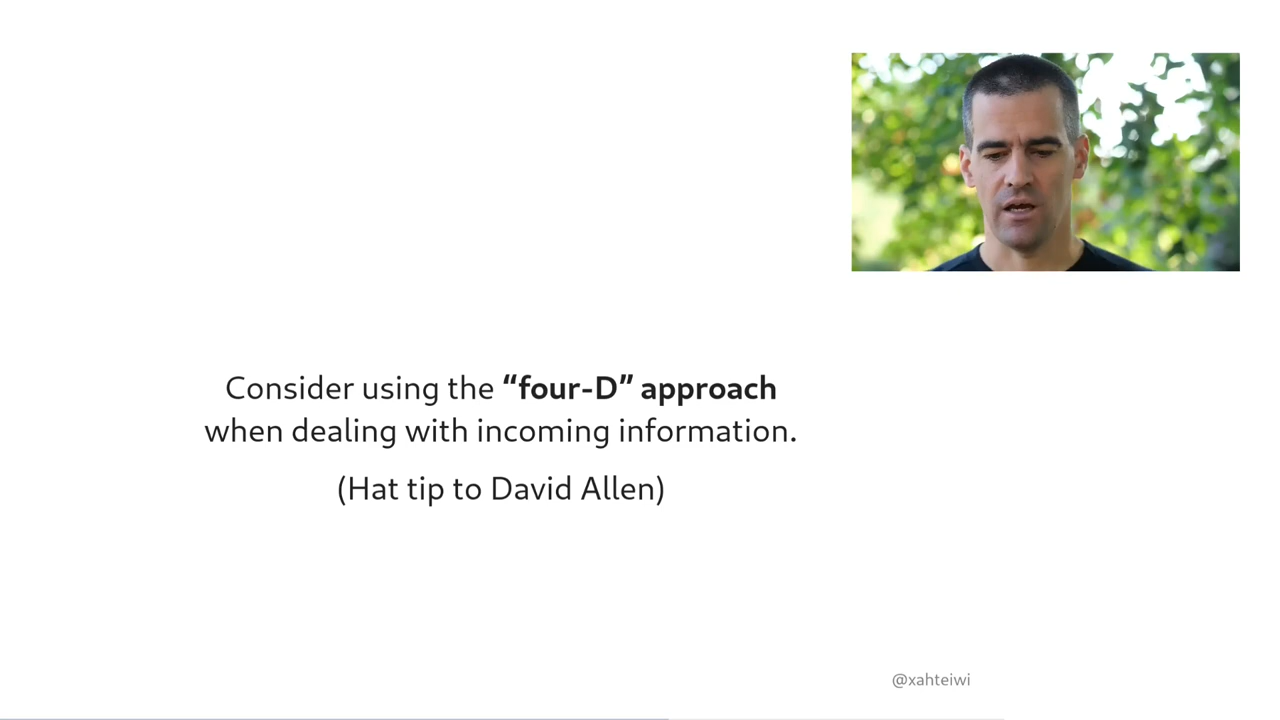 Consider using the “four-D” approach
when dealing with incoming information.
(Hat tip to David Allen)
@xahteiwi